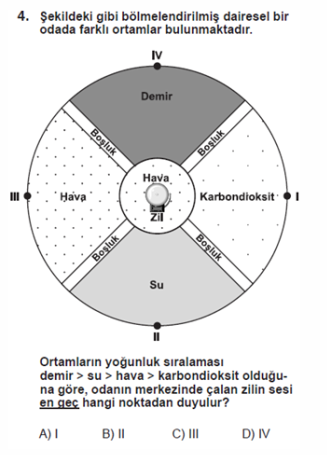 4. Şekildeki gibi bölmelendirilmiş dairesel bir
odada farklı ortamlar bulunmaktadır.
IV
Demir
Boşluk
Boşluk
Hava
III
Hava
Karbondioksit
I
Zil
Boşluk
Boşluk
Su
II
Ortamların yoğunluk sıralaması
demir > su > hava > karbondioksit olduğu-
na göre, odanın merkezinde çalan zilin sesi
en geç hangi noktadan duyulur?
A) I B) II C) III D) IV